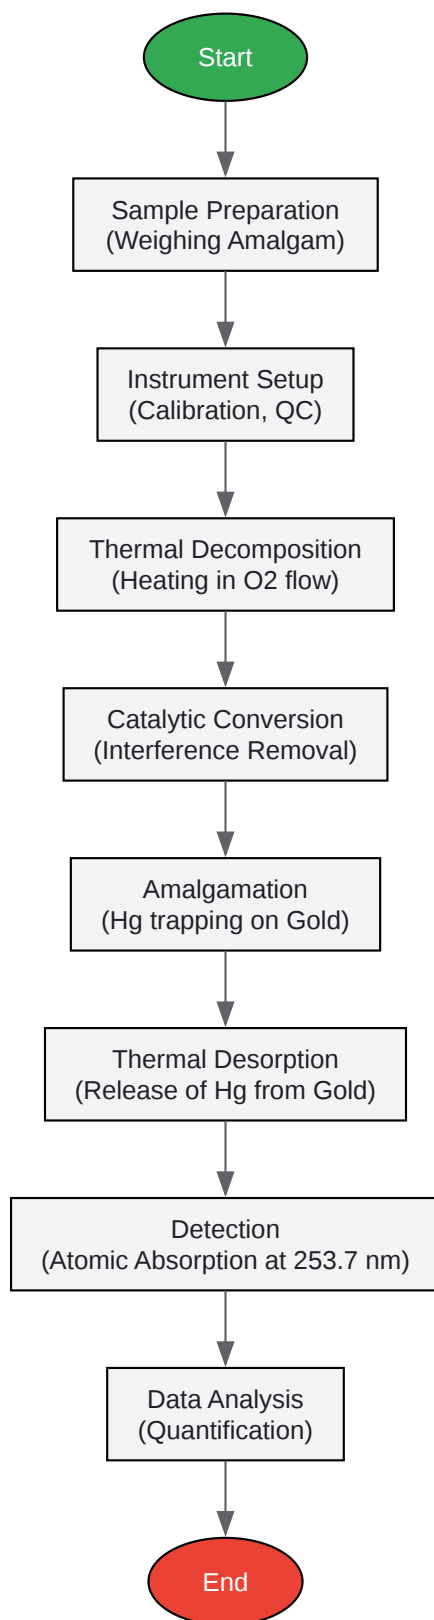 Start
Sample Preparation
(Weighing Amalgam)
Instrument Setup
(Calibration, QC)
Thermal Decomposition
(Heating in O2 flow)
Catalytic Conversion
(Interference Removal)
Amalgamation
(Hg trapping on Gold)
Thermal Desorption
(Release of Hg from Gold)
Detection
(Atomic Absorption at 253.7 nm)
Data Analysis
(Quantification)
End